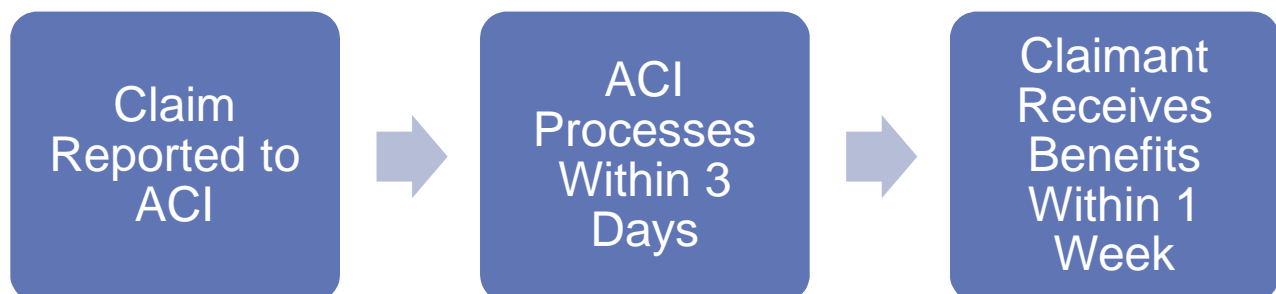 Claim
Reported to
ACI
ACI
Processes
Within 3
Days
Claimant
Receives
Benefits
Within 1
Week